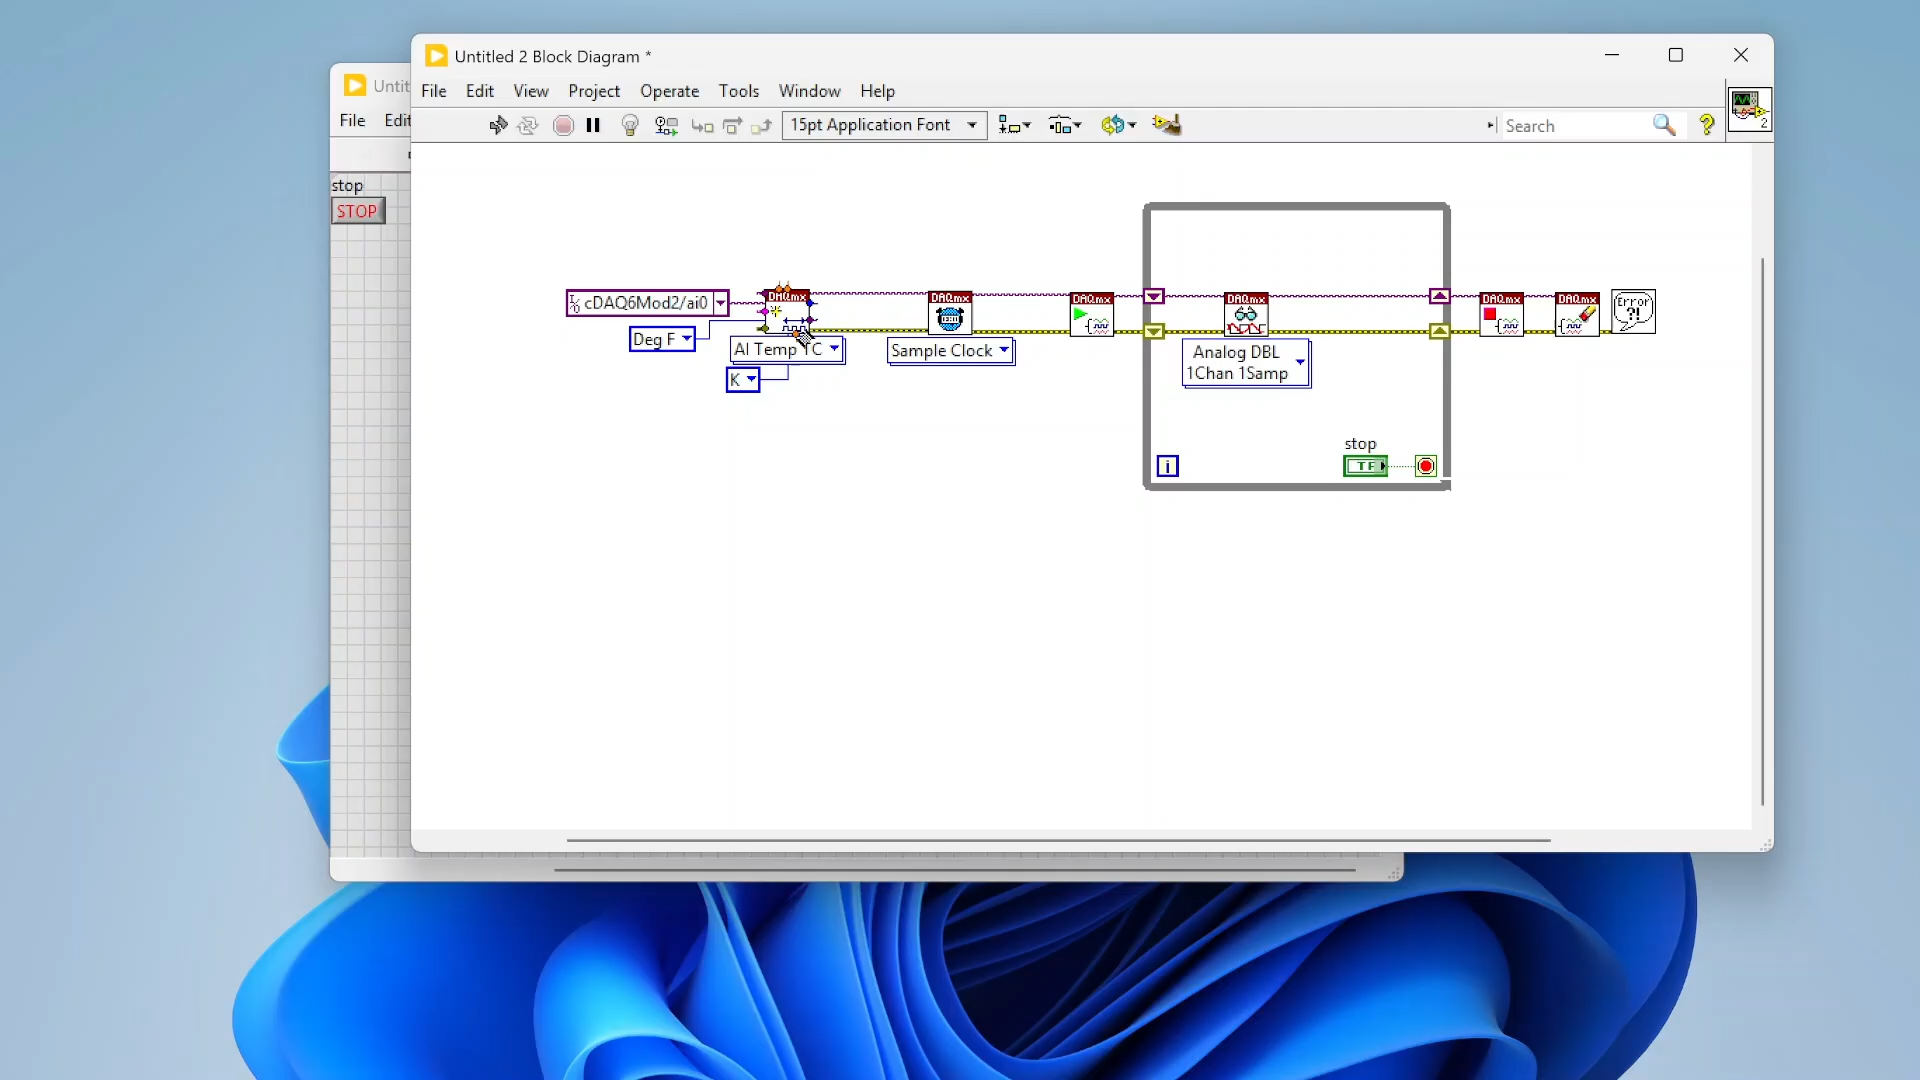 Untitled 2 Block Diagram *
File Edit View Project Operate Tools Window Help
15pt Application Font
Search
?
2
Untit
File Edit
stop
STOP
cDAQ6Mod2/ai0
Deg F
AI Temp TC
K
DAQmx
DAQmx
Sample Clock
DAQmx
DAQmx
Analog DBL
1Chan 1Samp
i
stop
TF
DAQmx
DAQmx
Error
?!